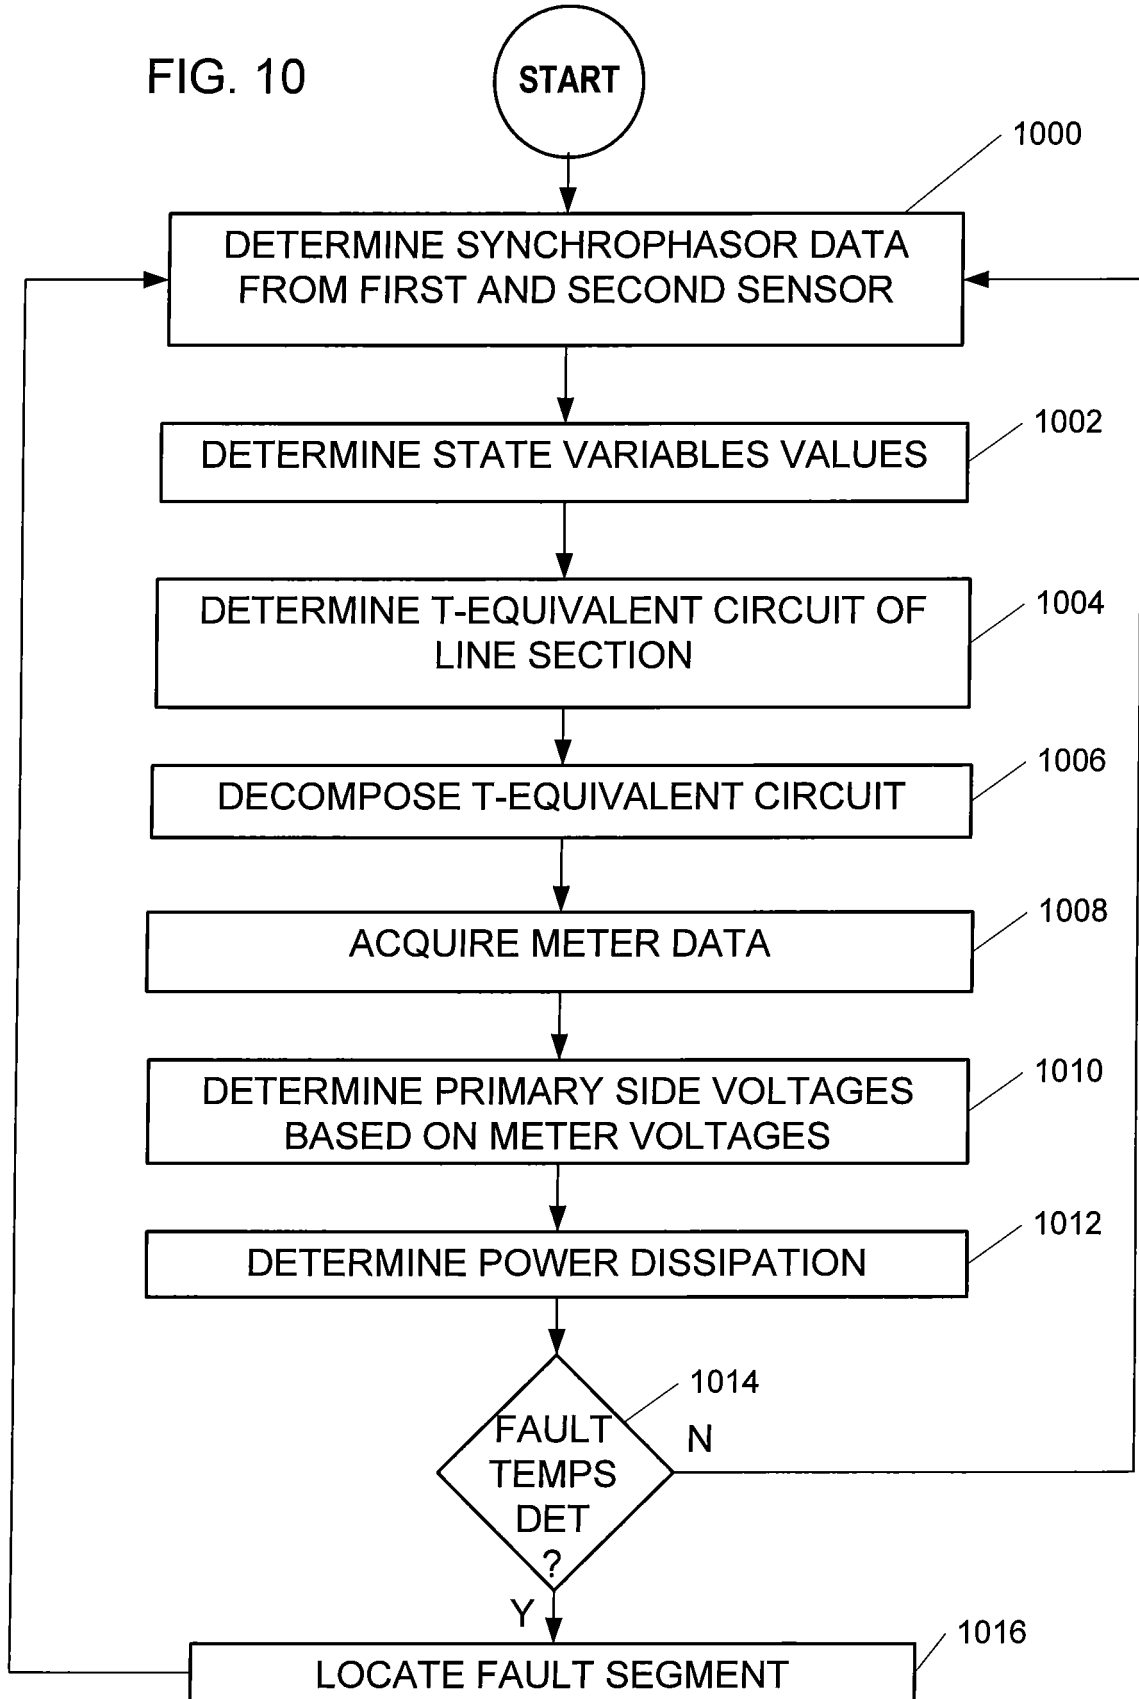 FIG. 10
START
1000
DETERMINE SYNCHROPHASOR DATA
FROM FIRST AND SECOND SENSOR
1002
DETERMINE STATE VARIABLES VALUES
1004
DETERMINE T-EQUIVALENT CIRCUIT OF
LINE SECTION
1006
DECOMPOSE T-EQUIVALENT CIRCUIT
1008
ACQUIRE METER DATA
1010
DETERMINE PRIMARY SIDE VOLTAGES
BASED ON METER VOLTAGES
1012
DETERMINE POWER DISSIPATION
1014
FAULT
TEMPS
DET
?
N
Y
1016
LOCATE FAULT SEGMENT